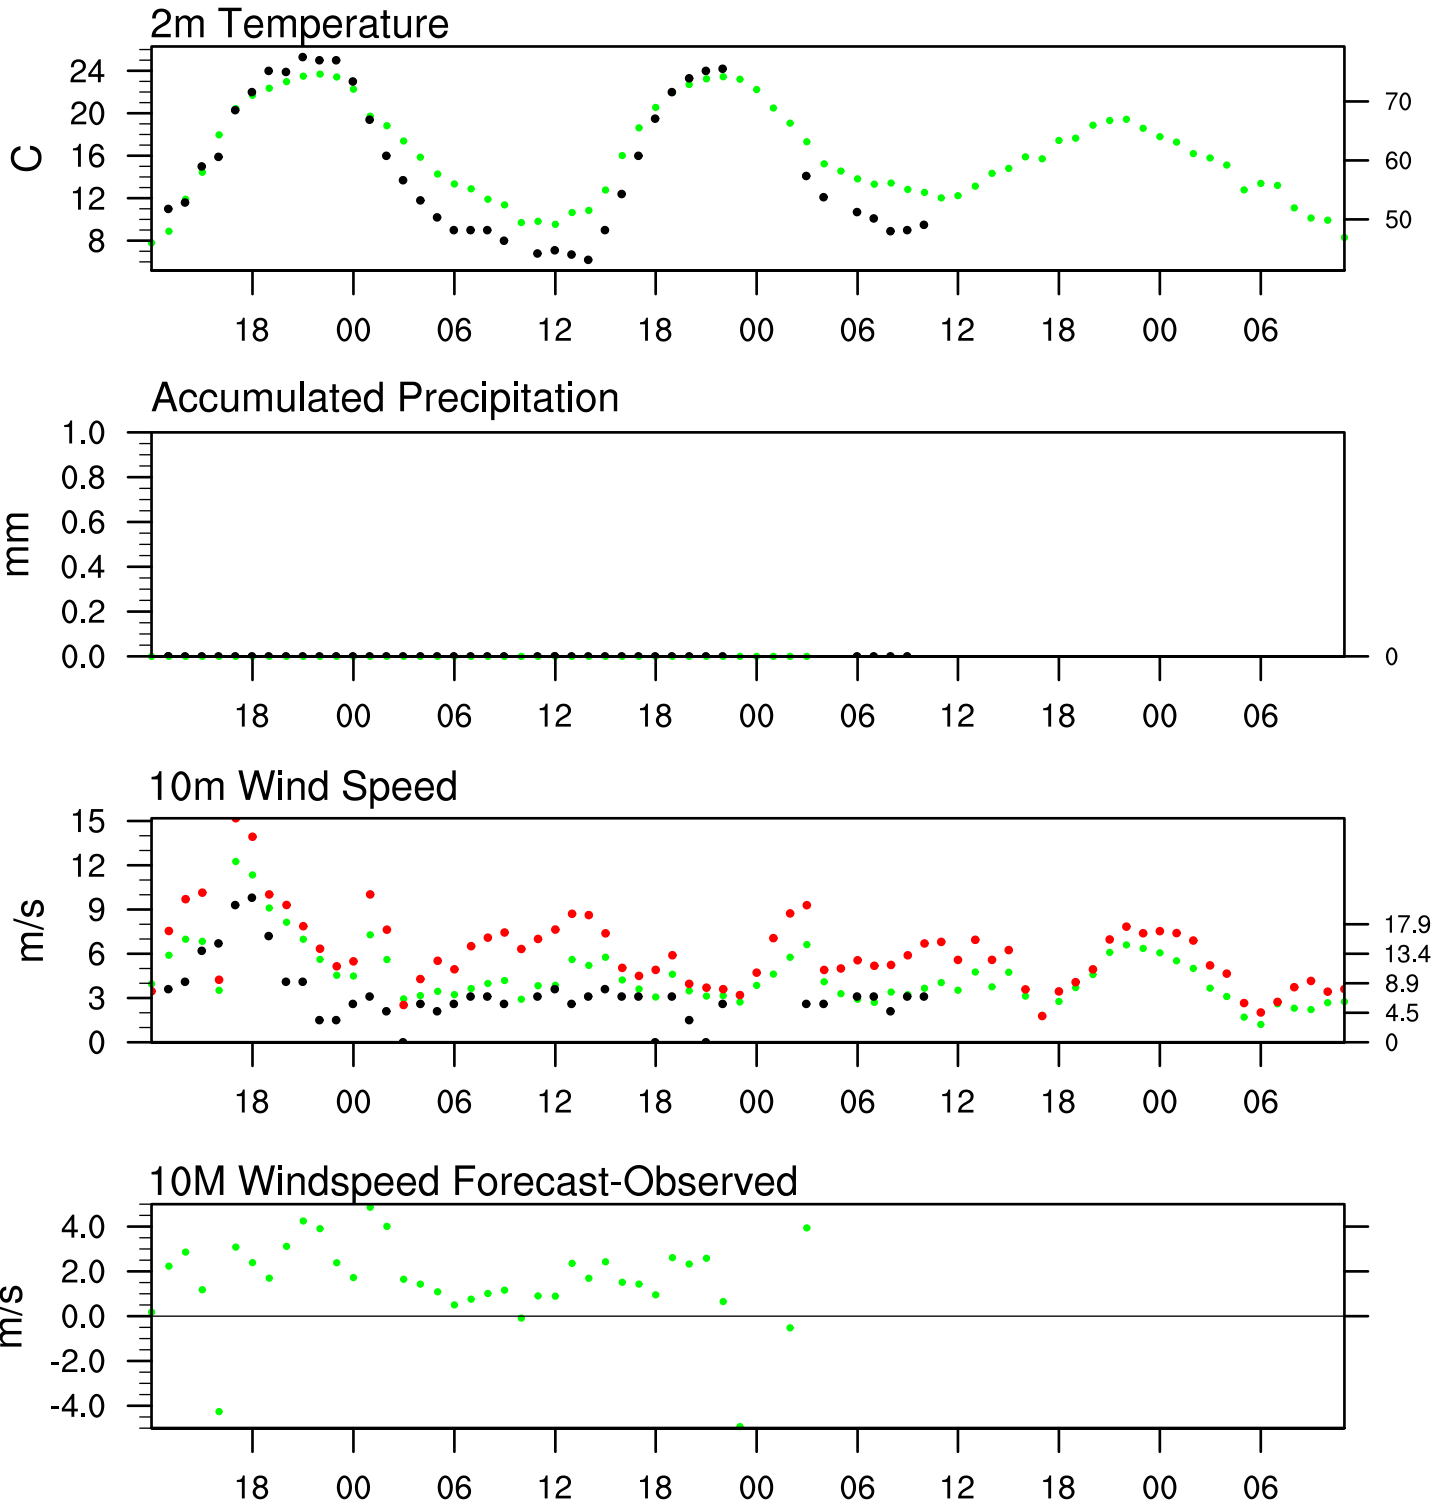 2m Temperature
24
20
16
12
8
C
70
60
50
18 00 06 12 18 00 06 12 18 00 06
Accumulated Precipitation
1.0
0.8
0.6
0.4
0.2
0.0
mm
0
18 00 06 12 18 00 06 12 18 00 06
10m Wind Speed
15
12
9
6
3
0
m/s
17.9
13.4
8.9
4.5
0
18 00 06 12 18 00 06 12 18 00 06
10M Windspeed Forecast-Observed
4.0
2.0
0.0
-2.0
-4.0
m/s
18 00 06 12 18 00 06 12 18 00 06